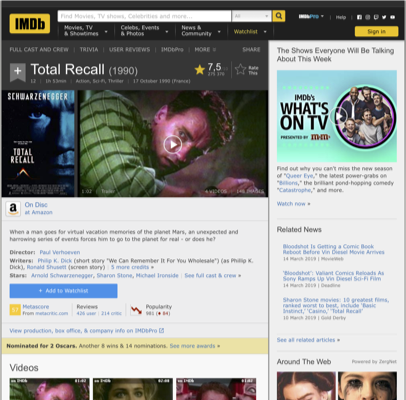 IMDb
Find Movies, TV shows, Celebrities and more...
All
IMDbPro
Help
Movies, TV
& Showtimes
Celebs, Events
& Photos
News &
Community
Watchlist
Sign in
FULL CAST AND CREW | TRIVIA | USER REVIEWS | IMDbPro | MORE
SHARE
Total Recall (1990)
1h 53min | Action, Sci-Fi, Thriller | 17 October 1990 (France)
7,5
Rate
This
SCHWARZENEGGER
TOTAL
RECALL
1:02 | Trailer
4 VIDEOS
146 IMAGES
On Disc
at Amazon
When a man goes for virtual vacation memories of the planet Mars, an unexpected and
harrowing series of events forces him to go to the planet for real - or does he?
Director: Paul Verhoeven
Writers: Philip K. Dick (short story "We Can Remember It For You Wholesale") (as Phillip K.
Dick), Ronald Shusett (screen story) | 5 more credits »
Stars: Arnold Schwarzenegger, Sharon Stone, Michael Ironside | See full cast & crew »
+ Add to Watchlist
Metascore
From metacritic.com
Reviews
426 user | 214 critic
Popularity
View production, box office, & company info on IMDbPro
Nominated for 2 Oscars. Another 8 wins & 14 nominations. See more awards »
Videos
The Shows Everyone Will Be Talking
About This Week
IMDb's
WHAT'S
ON TV
PRESENTED BY m&m's
Find out why you can't miss the new season
of "Queer Eye," the latest power-grabs on
"Billions," the brilliant pond-hopping comedy
"Catastrophe," and more.
Watch now »
Related News
Bloodshot Is Getting a Comic Book
Reboot Before Vin Diesel Movie Arrives
14 March 2019 | MovieWeb
'Bloodshot': Valiant Comics Reloads As
Sony Ramps Up Vin Diesel Sci-Fi Film
14 March 2019 | Deadline
Sharon Stone movies: 10 greatest films,
ranked worst to best, include 'Basic
Instinct,' 'Casino,' 'Total Recall'
10 March 2019 | Gold Derby
See all related articles »
Around The Web
Powered by ZergNet